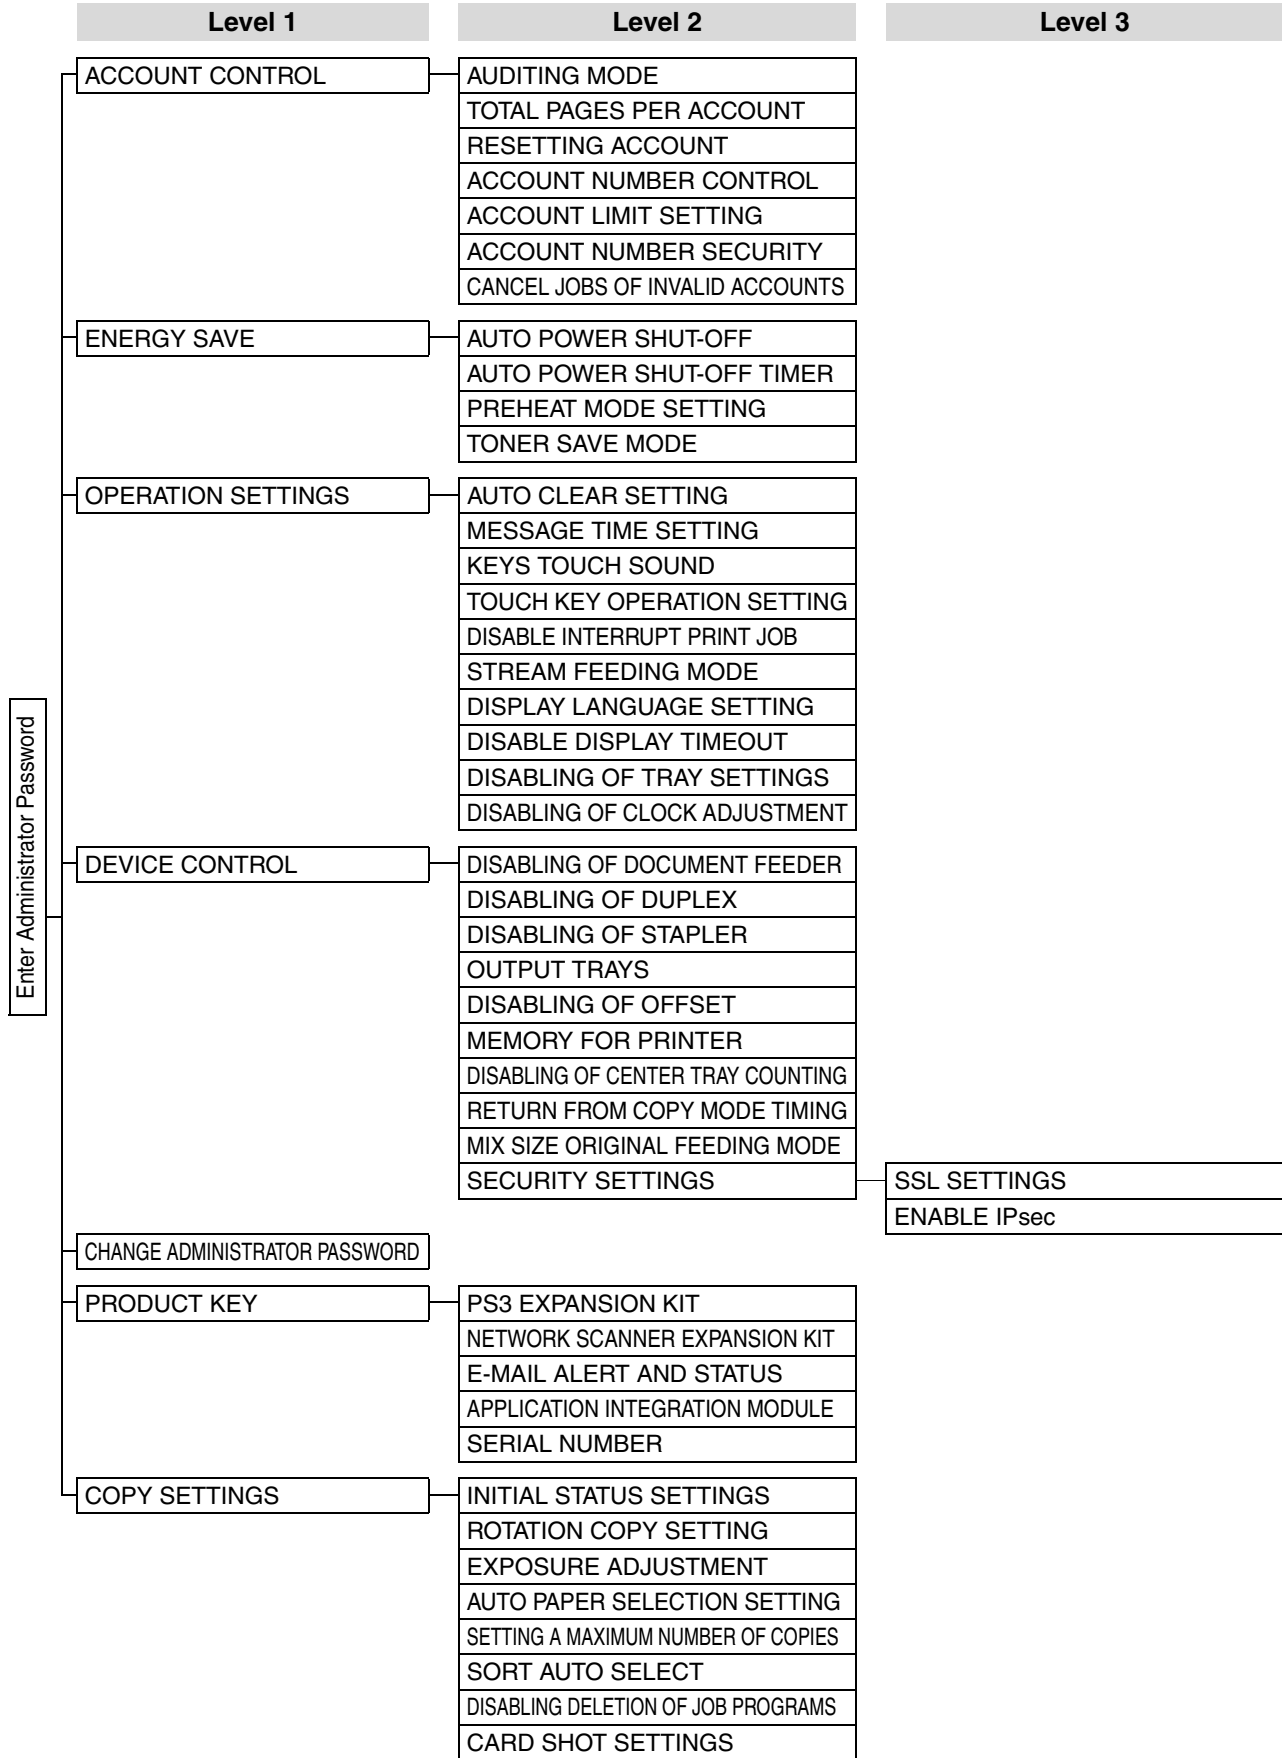 Level 1
Level 2
Level 3
Enter Administrator Password
ACCOUNT CONTROL
AUDITING MODE
TOTAL PAGES PER ACCOUNT
RESETTING ACCOUNT
ACCOUNT NUMBER CONTROL
ACCOUNT LIMIT SETTING
ACCOUNT NUMBER SECURITY
CANCEL JOBS OF INVALID ACCOUNTS
ENERGY SAVE
AUTO POWER SHUT-OFF
AUTO POWER SHUT-OFF TIMER
PREHEAT MODE SETTING
TONER SAVE MODE
OPERATION SETTINGS
AUTO CLEAR SETTING
MESSAGE TIME SETTING
KEYS TOUCH SOUND
TOUCH KEY OPERATION SETTING
DISABLE INTERRUPT PRINT JOB
STREAM FEEDING MODE
DISPLAY LANGUAGE SETTING
DISABLE DISPLAY TIMEOUT
DISABLING OF TRAY SETTINGS
DISABLING OF CLOCK ADJUSTMENT
DEVICE CONTROL
DISABLING OF DOCUMENT FEEDER
DISABLING OF DUPLEX
DISABLING OF STAPLER
OUTPUT TRAYS
DISABLING OF OFFSET
MEMORY FOR PRINTER
DISABLING OF CENTER TRAY COUNTING
RETURN FROM COPY MODE TIMING
MIX SIZE ORIGINAL FEEDING MODE
SECURITY SETTINGS
SSL SETTINGS
ENABLE IPsec
CHANGE ADMINISTRATOR PASSWORD
PRODUCT KEY
PS3 EXPANSION KIT
NETWORK SCANNER EXPANSION KIT
E-MAIL ALERT AND STATUS
APPLICATION INTEGRATION MODULE
SERIAL NUMBER
COPY SETTINGS
INITIAL STATUS SETTINGS
ROTATION COPY SETTING
EXPOSURE ADJUSTMENT
AUTO PAPER SELECTION SETTING
SETTING A MAXIMUM NUMBER OF COPIES
SORT AUTO SELECT
DISABLING DELETION OF JOB PROGRAMS
CARD SHOT SETTINGS